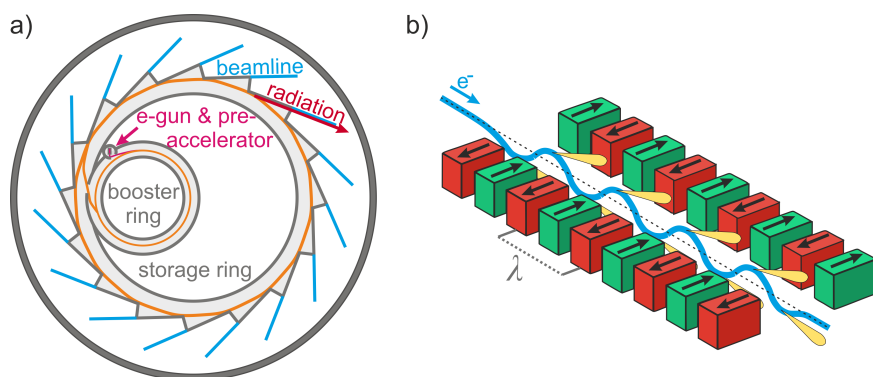 a)
beamline
radiation
e-gun & pre-
accelerator
booster
ring
storage ring
b)
e⁻
λ